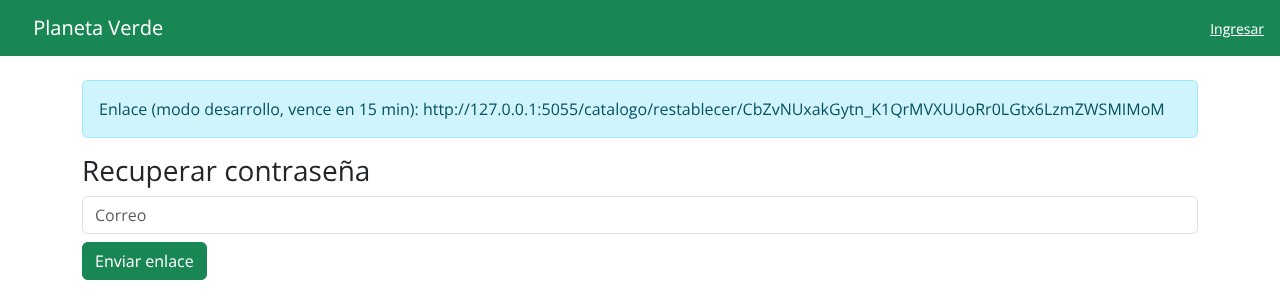 Planeta Verde
Ingresar
Enlace (modo desarrollo, vence en 15 min): http://127.0.0.1:5055/catalogo/restablecer/CbZvNUxakGytn_K1QrMVXUUoRr0LGtx6LzmZWSMIMoM
Recuperar contraseña
Correo
Enviar enlace